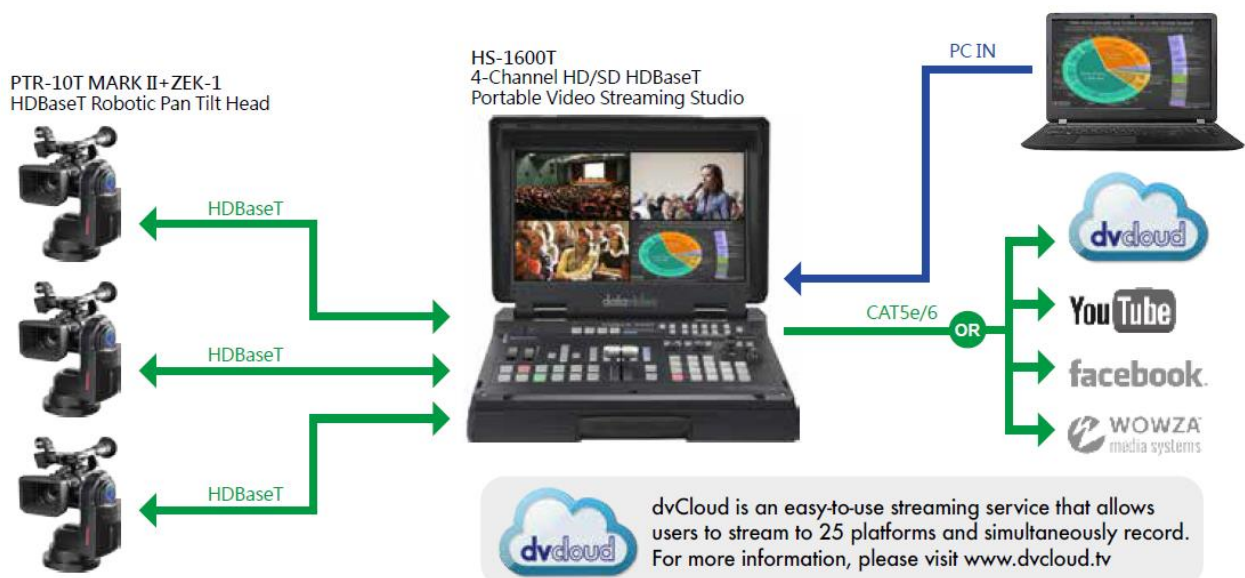 PTR-10T MARK II+ZEK-1
HDBaseT Robotic Pan Tilt Head
HDBaseT
HDBaseT
HDBaseT
HS-1600T
4-Channel HD/SD HDBaseT
Portable Video Streaming Studio
datavideo
PC IN
CAT5e/6
OR
dvcloud
YouTube
facebook.
WOWZA
media systems
dvcloud
dvCloud is an easy-to-use streaming service that allows
users to stream to 25 platforms and simultaneously record.
For more information, please visit www.dvcloud.tv